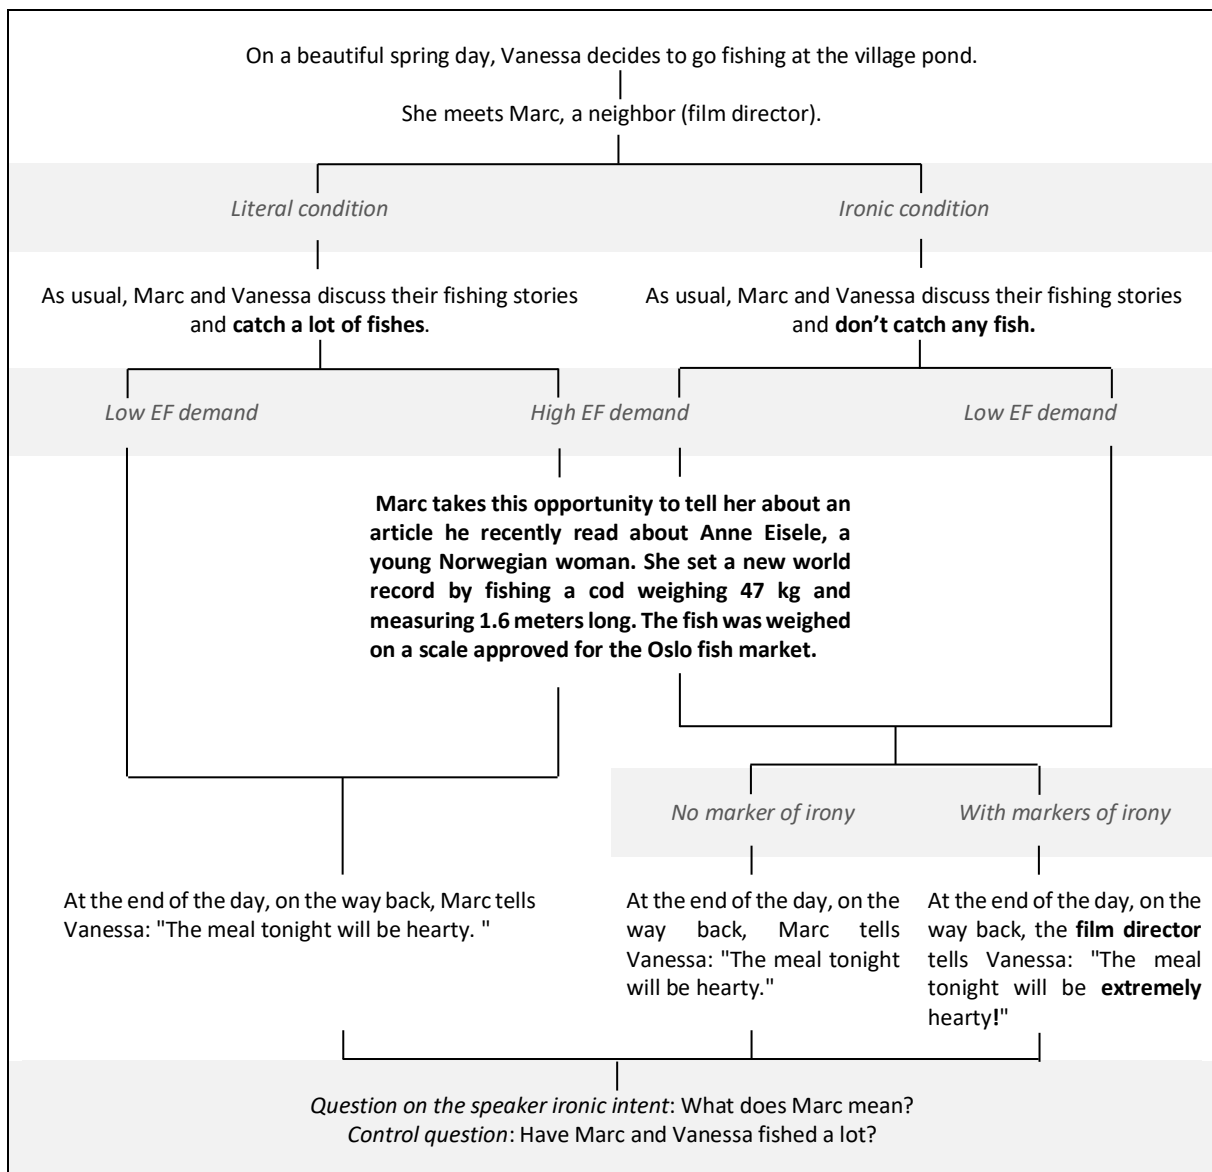 On a beautiful spring day, Vanessa decides to go fishing at the village pond.
She meets Marc, a neighbor (film director).
Literal condition
Ironic condition
As usual, Marc and Vanessa discuss their fishing stories
and catch a lot of fishes.
As usual, Marc and Vanessa discuss their fishing stories
and don't catch any fish.
Low EF demand
High EF demand
Low EF demand
Marc takes this opportunity to tell her about an
article he recently read about Anne Eisele, a
young Norwegian woman. She set a new world
record by fishing a cod weighing 47 kg and
measuring 1.6 meters long. The fish was weighed
on a scale approved for the Oslo fish market.
No marker of irony
With markers of irony
At the end of the day, on the way back, Marc tells
Vanessa: "The meal tonight will be hearty. "
At the end of the day, on the
way back, Marc tells
Vanessa: "The meal tonight
will be hearty."
At the end of the day, on the
way back, the film director
tells Vanessa: "The meal
tonight will be extremely
hearty!"
Question on the speaker ironic intent: What does Marc mean?
Control question: Have Marc and Vanessa fished a lot?